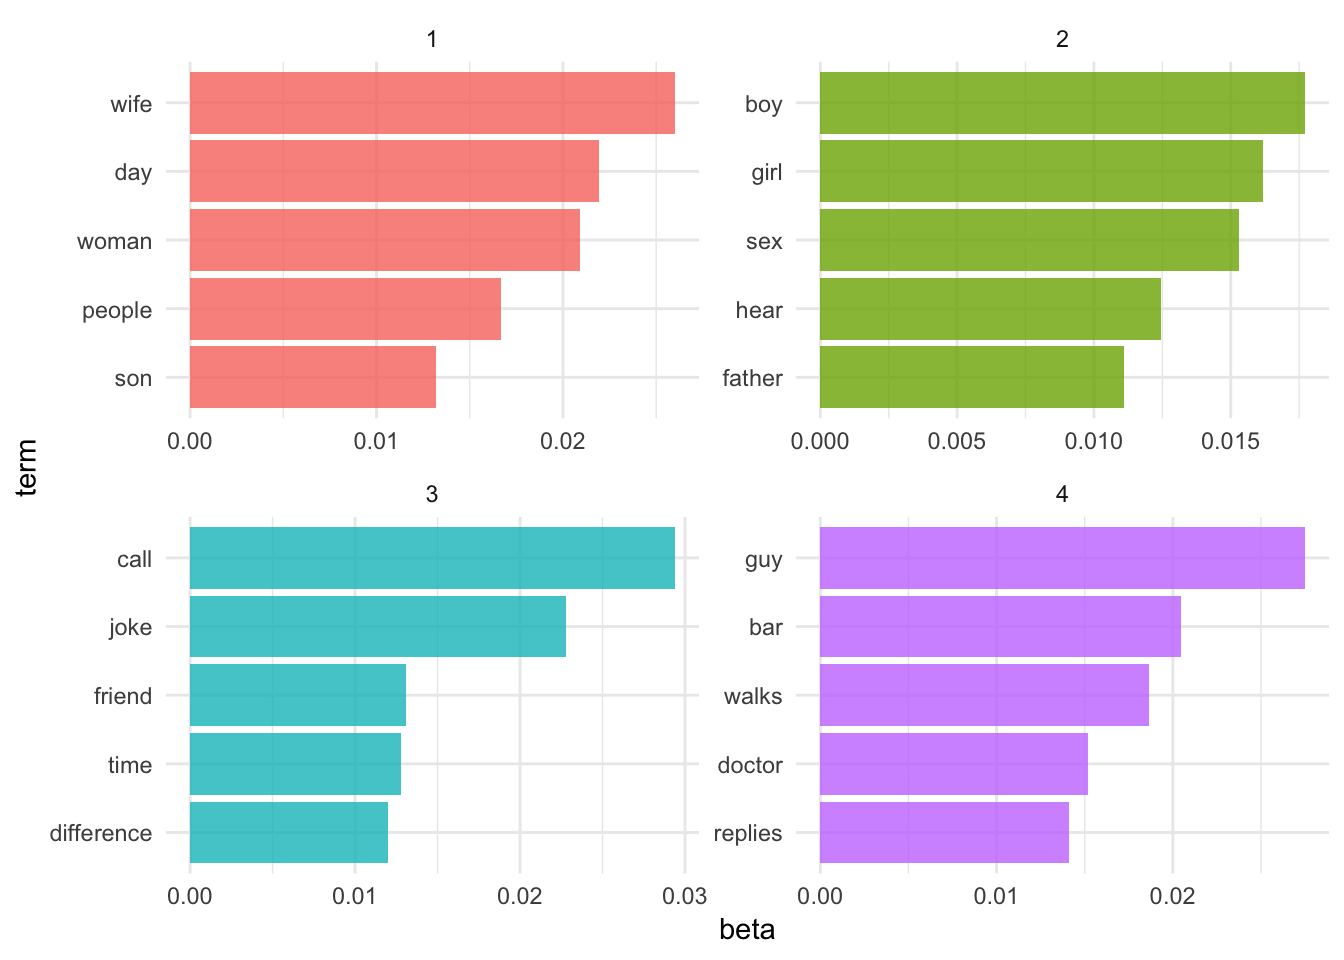 1
wife
day
woman
people
son
0.00 0.01 0.02
2
boy
girl
sex
hear
father
0.000 0.005 0.010 0.015
term
3
call
joke
friend
time
difference
0.00 0.01 0.02 0.03
4
guy
bar
walks
doctor
replies
0.00 0.01 0.02
beta